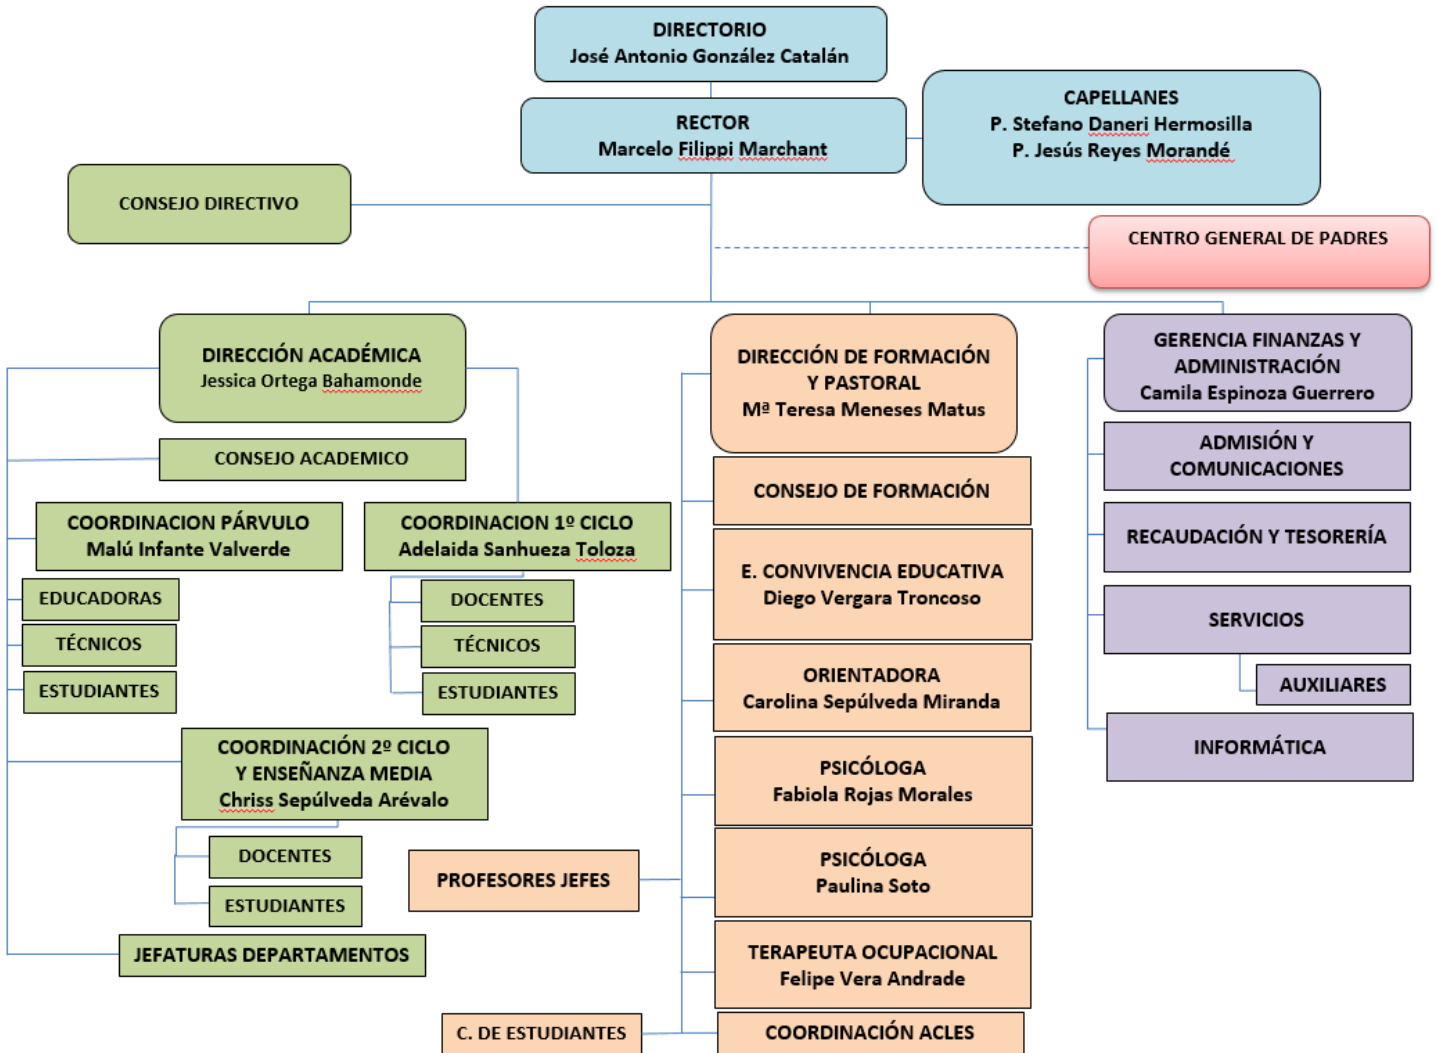 DIRECTORIO
José Antonio González Catalán
RECTOR
Marcelo Filippi Marchant
CAPELLANES
P. Stefano Daneri Hermosilla
P. Jesús Reyes Morandé
CONSEJO DIRECTIVO
CENTRO GENERAL DE PADRES
DIRECCIÓN ACADÉMICA
Jessica Ortega Bahamonde
CONSEJO ACADEMICO
COORDINACION PÁRVULO
Malú Infante Valverde
EDUCADORAS
TÉCNICOS
ESTUDIANTES
COORDINACION 1º CICLO
Adelaida Sanhueza Toloza
DOCENTES
TÉCNICOS
ESTUDIANTES
COORDINACIÓN 2º CICLO
Y ENSEÑANZA MEDIA
Chriss Sepúlveda Arévalo
DOCENTES
ESTUDIANTES
JEFATURAS DEPARTAMENTOS
DIRECCIÓN DE FORMACIÓN
Y PASTORAL
Mª Teresa Meneses Matus
CONSEJO DE FORMACIÓN
E. CONVIVENCIA EDUCATIVA
Diego Vergara Troncoso
ORIENTADORA
Carolina Sepúlveda Miranda
PSICÓLOGA
Fabiola Rojas Morales
PSICÓLOGA
Paulina Soto
PROFESORES JEFES
TERAPEUTA OCUPACIONAL
Felipe Vera Andrade
C. DE ESTUDIANTES
COORDINACIÓN ACLES
GERENCIA FINANZAS Y
ADMINISTRACIÓN
Camila Espinoza Guerrero
ADMISIÓN Y
COMUNICACIONES
RECAUDACIÓN Y TESORERÍA
SERVICIOS
AUXILIARES
INFORMÁTICA